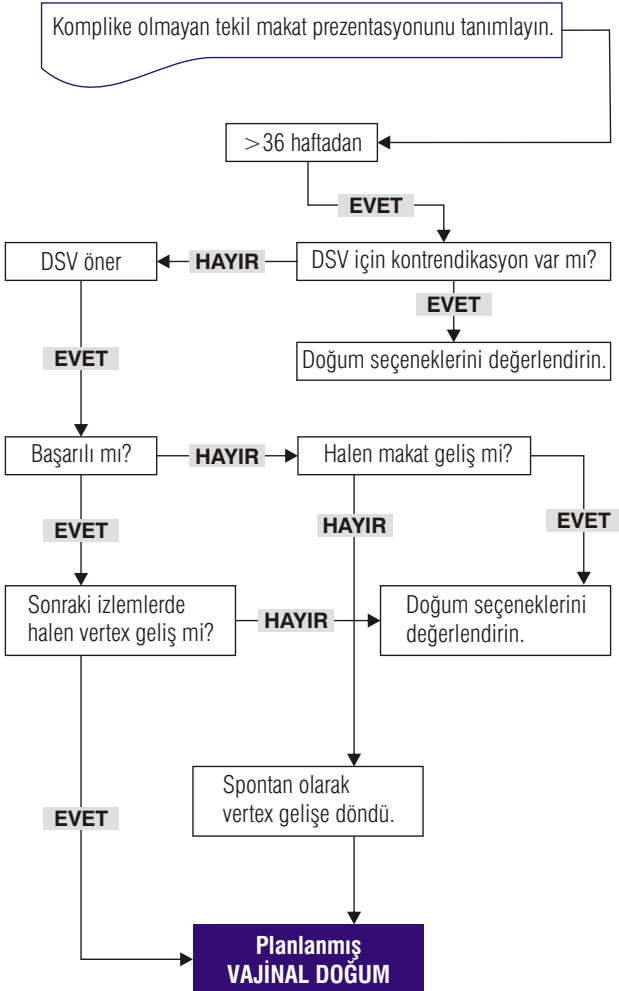 Komplike olmayan tekil makat prezentasyonunu tanımlayın.
>36 haftadan
EVET
DSV öner
HAYIR
DSV için kontrendikasyon var mı?
EVET
EVET
Doğum seçeneklerini değerlendirin.
Başarılı mı?
HAYIR
Halen makat geliş mi?
EVET
HAYIR
EVET
Sonraki izlemlerde
halen vertex geliş mi?
HAYIR
Doğum seçeneklerini
değerlendirin.
Spontan olarak
vertex gelişe döndü.
EVET
Planlanmış
VAJİNAL DOĞUM